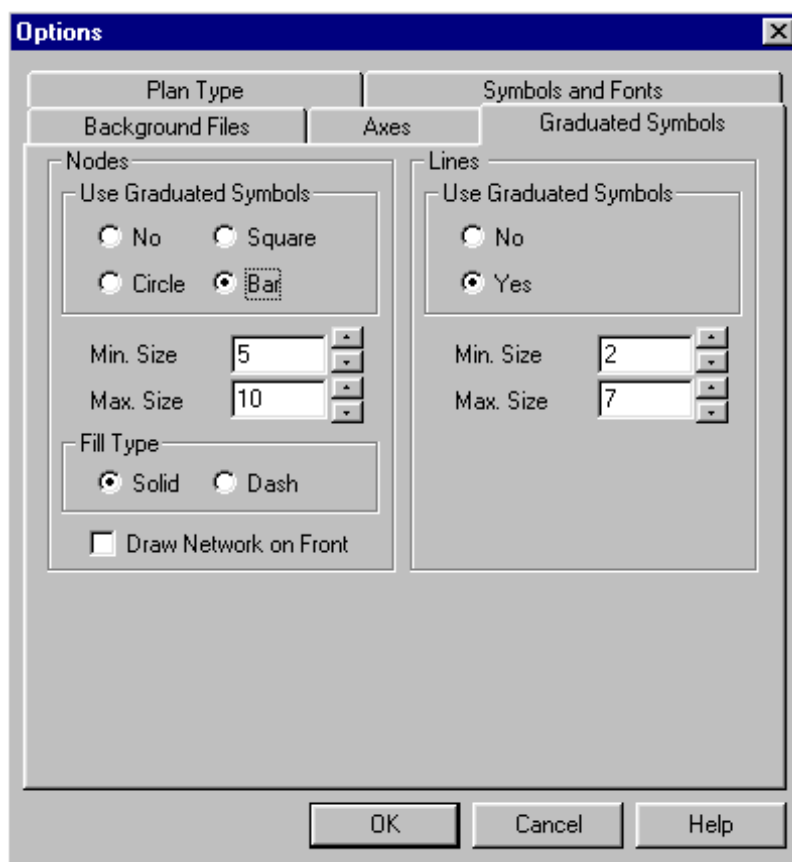 Options
Plan Type
Symbols and Fonts
Background Files
Axes
Graduated Symbols
Nodes
Use Graduated Symbols
No
Square
Circle
Bar
Min. Size
5
Max. Size
10
Fill Type
Solid
Dash
Draw Network on Front
Lines
Use Graduated Symbols
No
Yes
Min. Size
2
Max. Size
7
OK
Cancel
Help